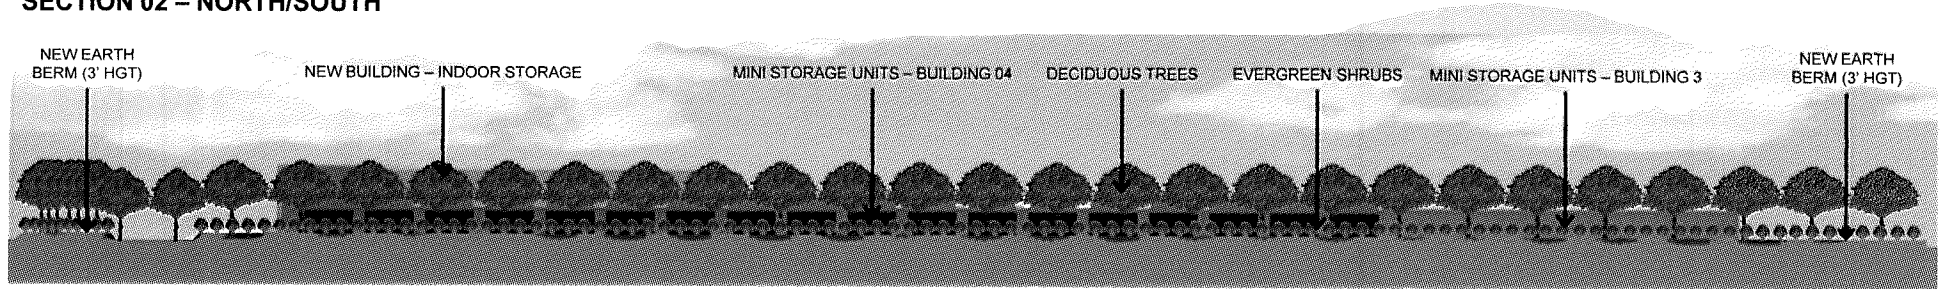 SECTION 02 – NORTH/SOUTH
NEW EARTH
BERM (3' HGT)
NEW BUILDING – INDOOR STORAGE
MINI STORAGE UNITS – BUILDING 04
DECIDUOUS TREES
EVERGREEN SHRUBS
MINI STORAGE UNITS – BUILDING 3
NEW EARTH
BERM (3' HGT)